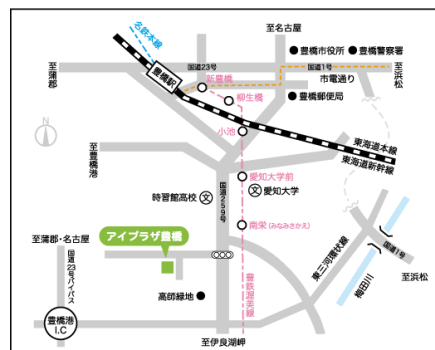 至名古屋
名鉄本線
国道23号
豊橋市役所
豊橋警察署
国道1号
至蒲郡
豊橋駅
新豊橋
市電通り
至浜松
柳生橋
豊橋郵便局
小池
N
至豊橋港
東海道本線
東海道新幹線
愛知大学前
時習館高校
文
文
愛知大学
国道259号
南栄(みなみさかえ)
アイプラザ豊橋
至蒲郡・名古屋
東三河環状線
国道1号
国道23号バイパス
豊鉄渥美線
梅田川
至浜松
高師緑地
豊橋港
I.C
至伊良湖岬